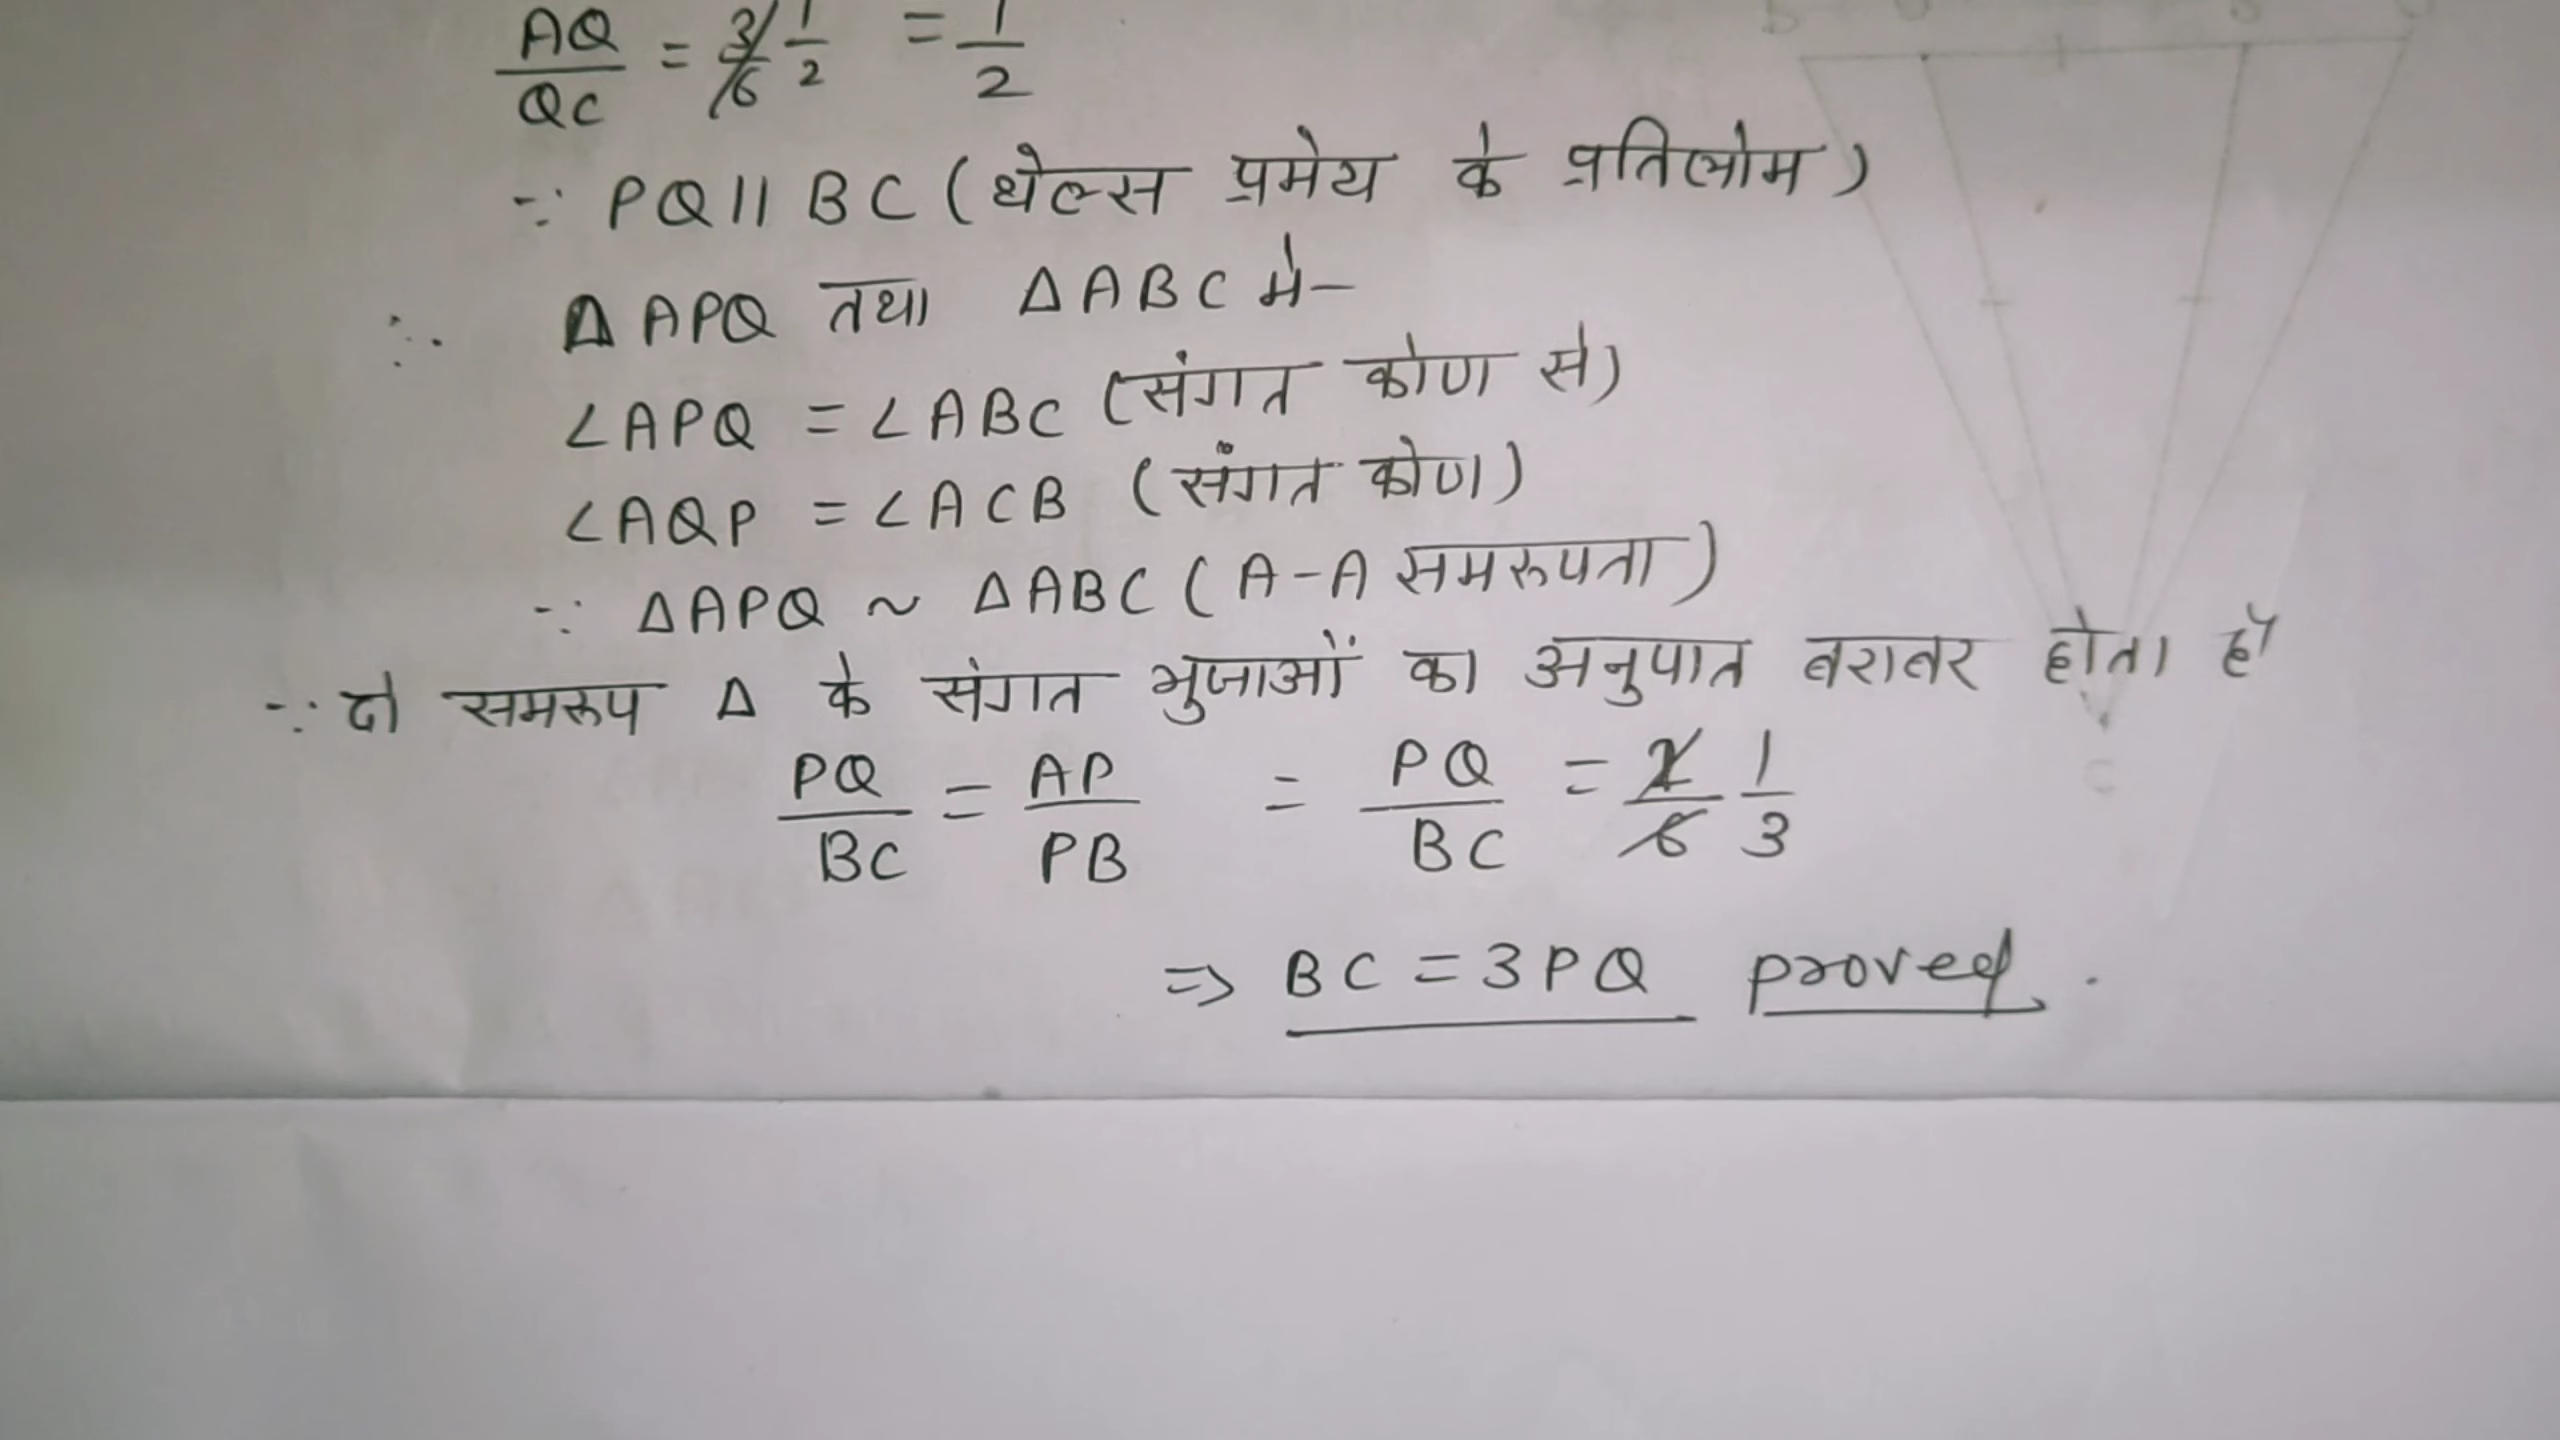 AQ/QC = 3/6 1/2 = 1/2
∵ PQ || BC (थेल्स प्रमेय के प्रतिलोम)
∴ Δ APQ तथा Δ ABC मे-
∠APQ = ∠ABC (संगत कोण से)
∠AQP = ∠ACB (संगत कोण)
∵ ΔAPQ ~ ΔABC (A-A समरुपता)
∵ दो समरूप Δ के संगत भुजाओं का अनुपात बराबर होता है
PQ/BC = AP/PB = PQ/BC = 2/6 1/3
⇒ BC = 3PQ proved.